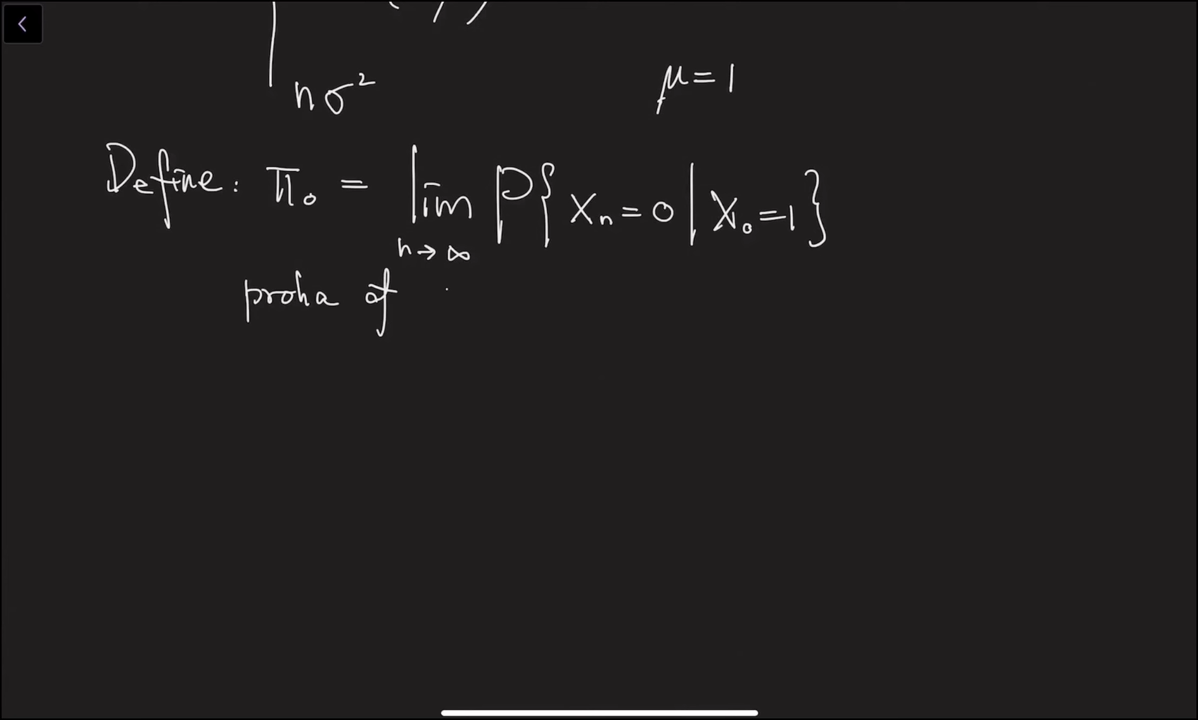 nσ² μ = 1
Define: π₀ = lim P{ Xₙ = 0 | X₀ = 1 }
n → ∞
proba of